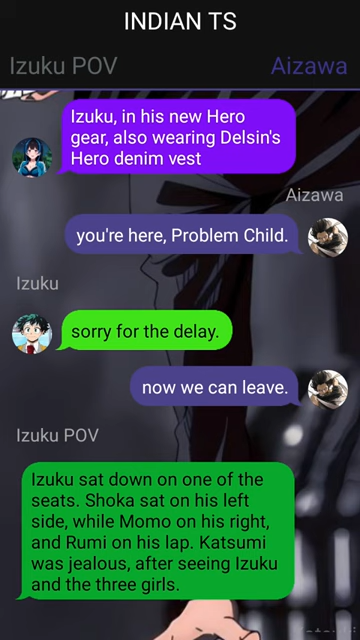 INDIAN TS
Izuku POV
Aizawa
Izuku, in his new Hero
gear, also wearing Delsin's
Hero denim vest
Aizawa
you're here, Problem Child.
Izuku
sorry for the delay.
now we can leave.
Izuku POV
Izuku sat down on one of the
seats. Shoka sat on his left
side, while Momo on his right,
and Rumi on his lap. Katsumi
was jealous, after seeing Izuku
and the three girls.